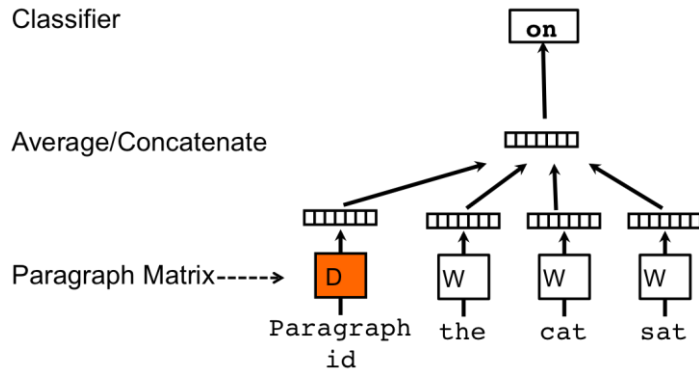 Classifier
on
Average/Concatenate
Paragraph Matrix
D
W
W
W
Paragraph
id
the
cat
sat